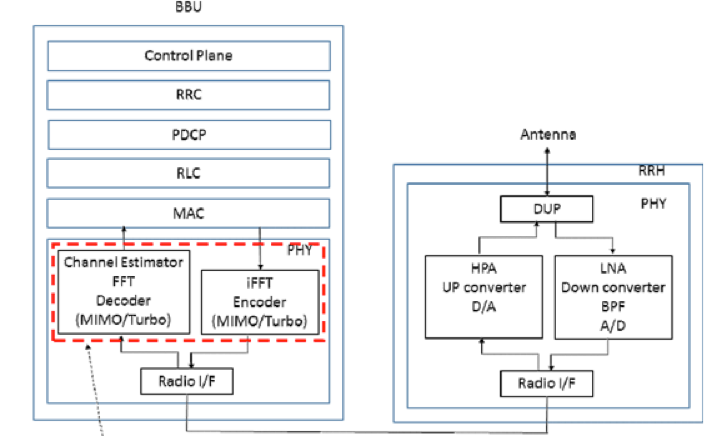 BBU
Control Plane
RRC
PDCP
RLC
MAC
PHY
Channel Estimator
FFT
Decoder
(MIMO/Turbo)
iFFT
Encoder
(MIMO/Turbo)
Radio I/F
Antenna
RRH
PHY
DUP
HPA
UP converter
D/A
LNA
Down converter
BPF
A/D
Radio I/F